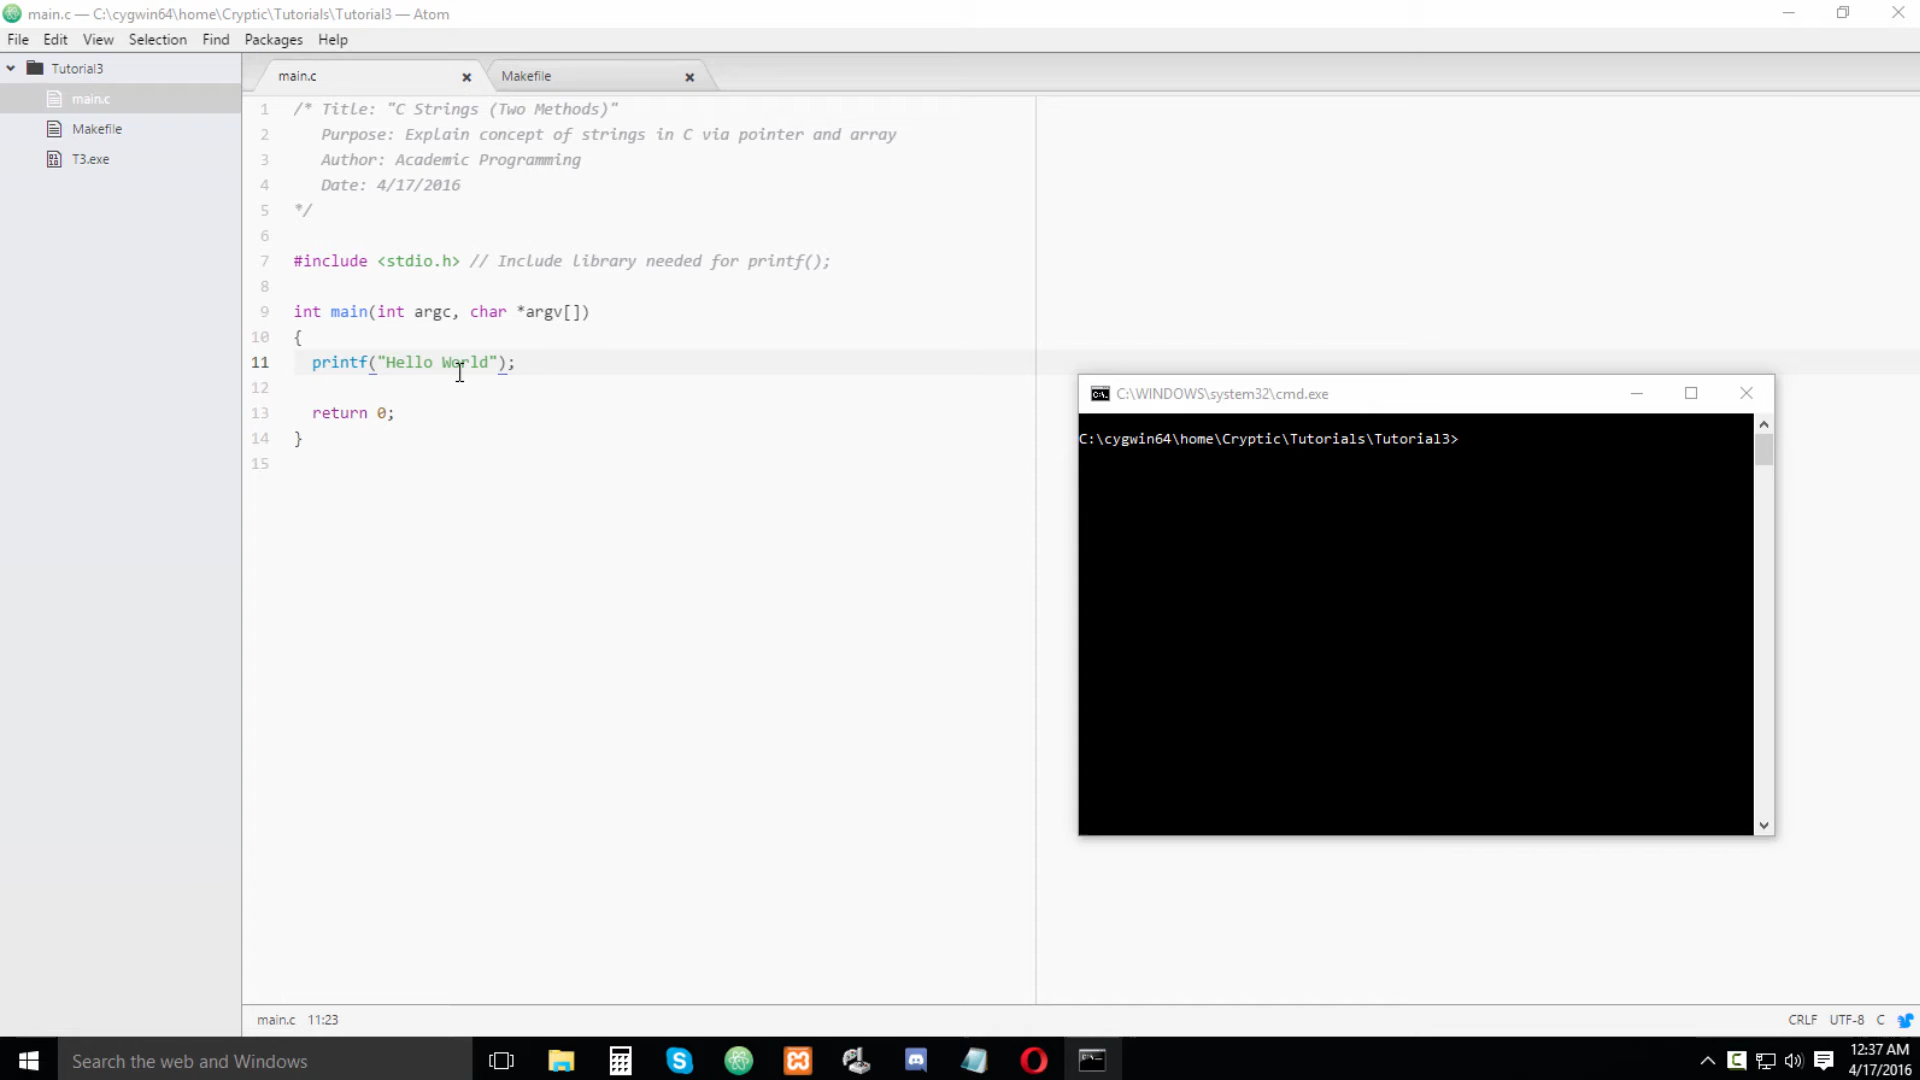 main.c — C:\cygwin64\home\Cryptic\Tutorials\Tutorial3 — Atom
File Edit View Selection Find Packages Help
Tutorial3
main.c
Makefile
T3.exe
main.c
Makefile
1 /* Title: "C Strings (Two Methods)"
2 Purpose: Explain concept of strings in C via pointer and array
3 Author: Academic Programming
4 Date: 4/17/2016
5 */
6
7 #include <stdio.h> // Include library needed for printf();
8
9 int main(int argc, char *argv[])
10 {
11 printf("Hello World");
12
13 return 0;
14 }
15
C:\WINDOWS\system32\cmd.exe
C:\cygwin64\home\Cryptic\Tutorials\Tutorial3>
main.c 11:23
CRLF UTF-8 C
Search the web and Windows
12:37 AM
4/17/2016